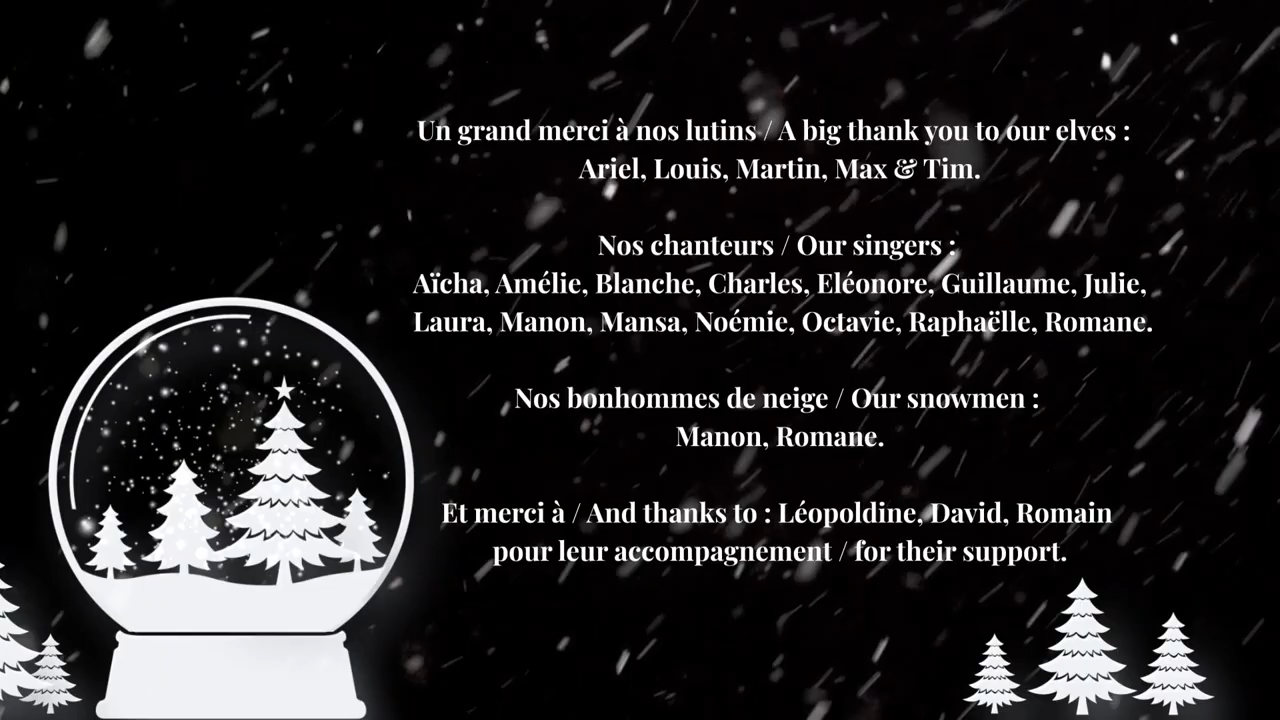 Un grand merci à nos lutins / A big thank you to our elves :
Ariel, Louis, Martin, Max & Tim.
Nos chanteurs / Our singers :
Aïcha, Amélie, Blanche, Charles, Eléonore, Guillaume, Julie,
Laura, Manon, Mansa, Noémie, Octavie, Raphaëlle, Romane.
Nos bonhommes de neige / Our snowmen :
Manon, Romane.
Et merci à / And thanks to : Léopoldine, David, Romain
pour leur accompagnement / for their support.